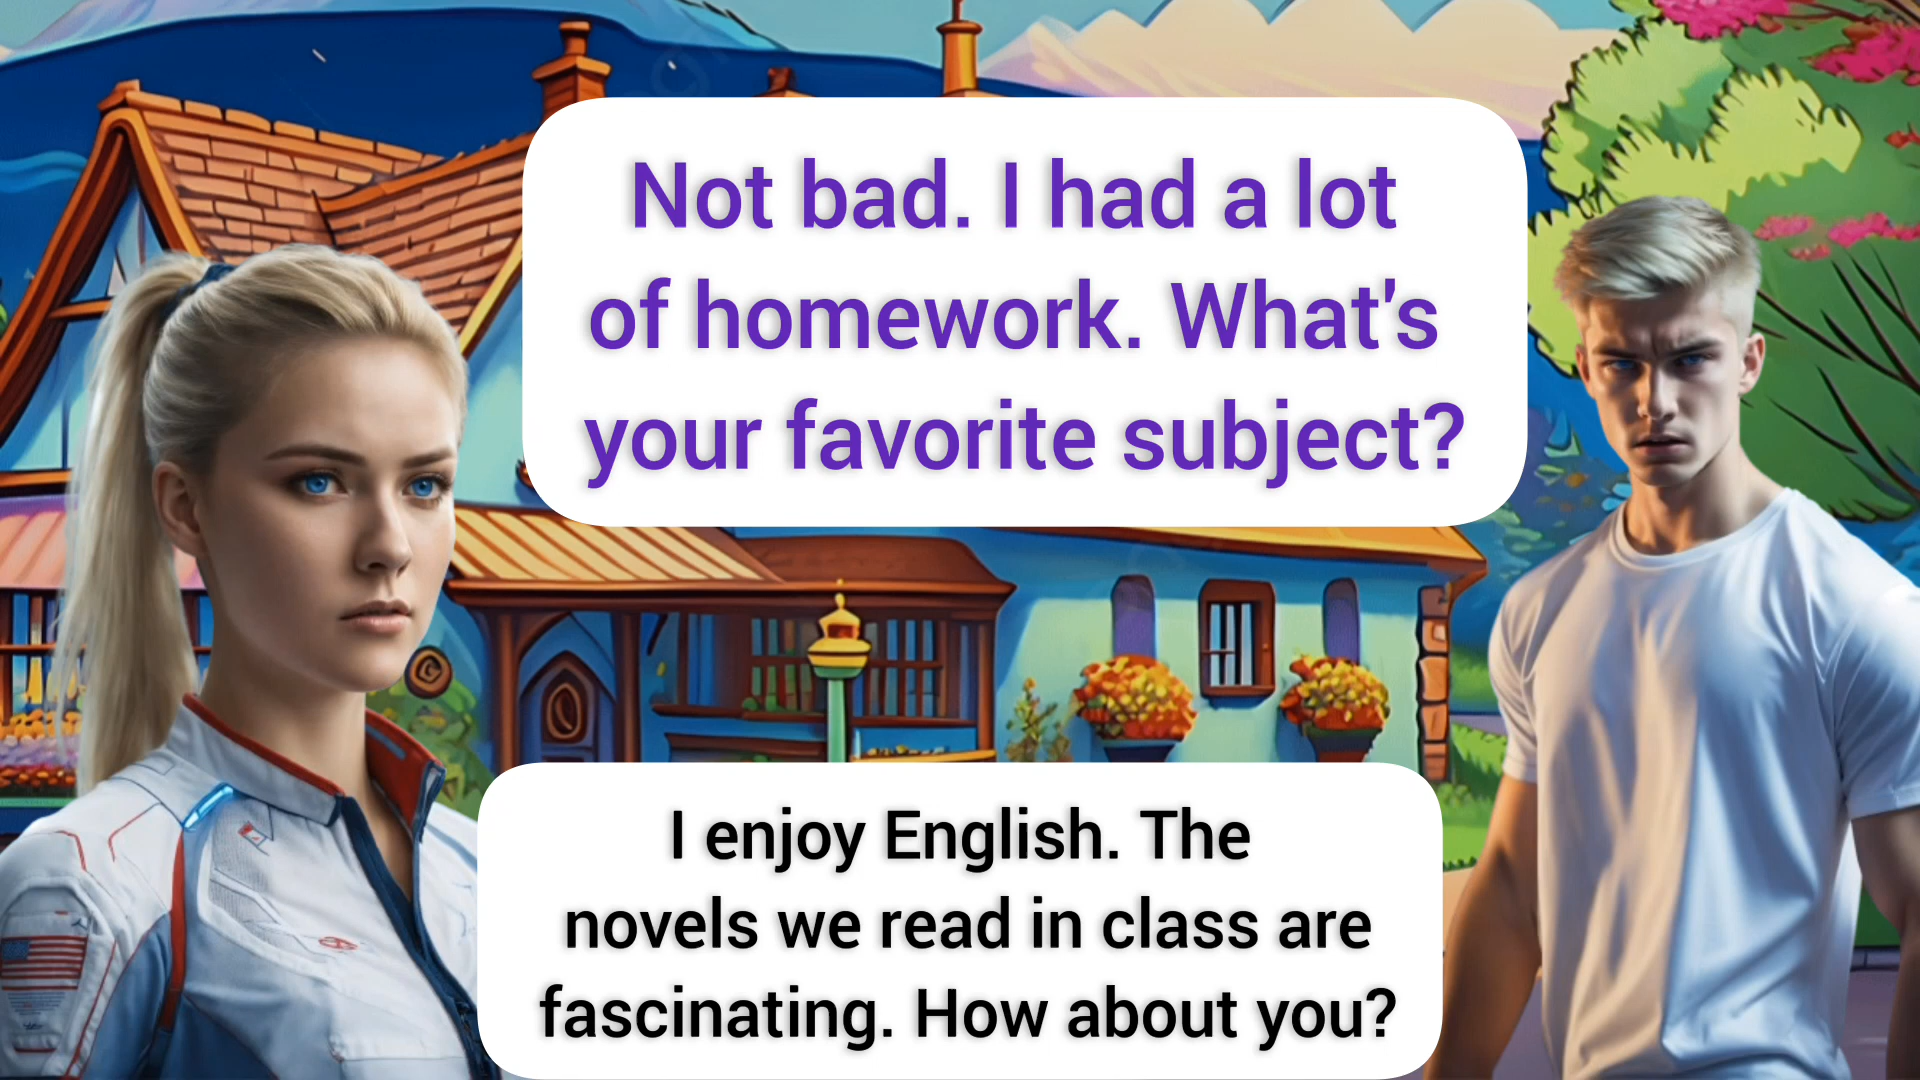 Not bad. I had a lot
of homework. What's
your favorite subject?
I enjoy English. The
novels we read in class are
fascinating. How about you?